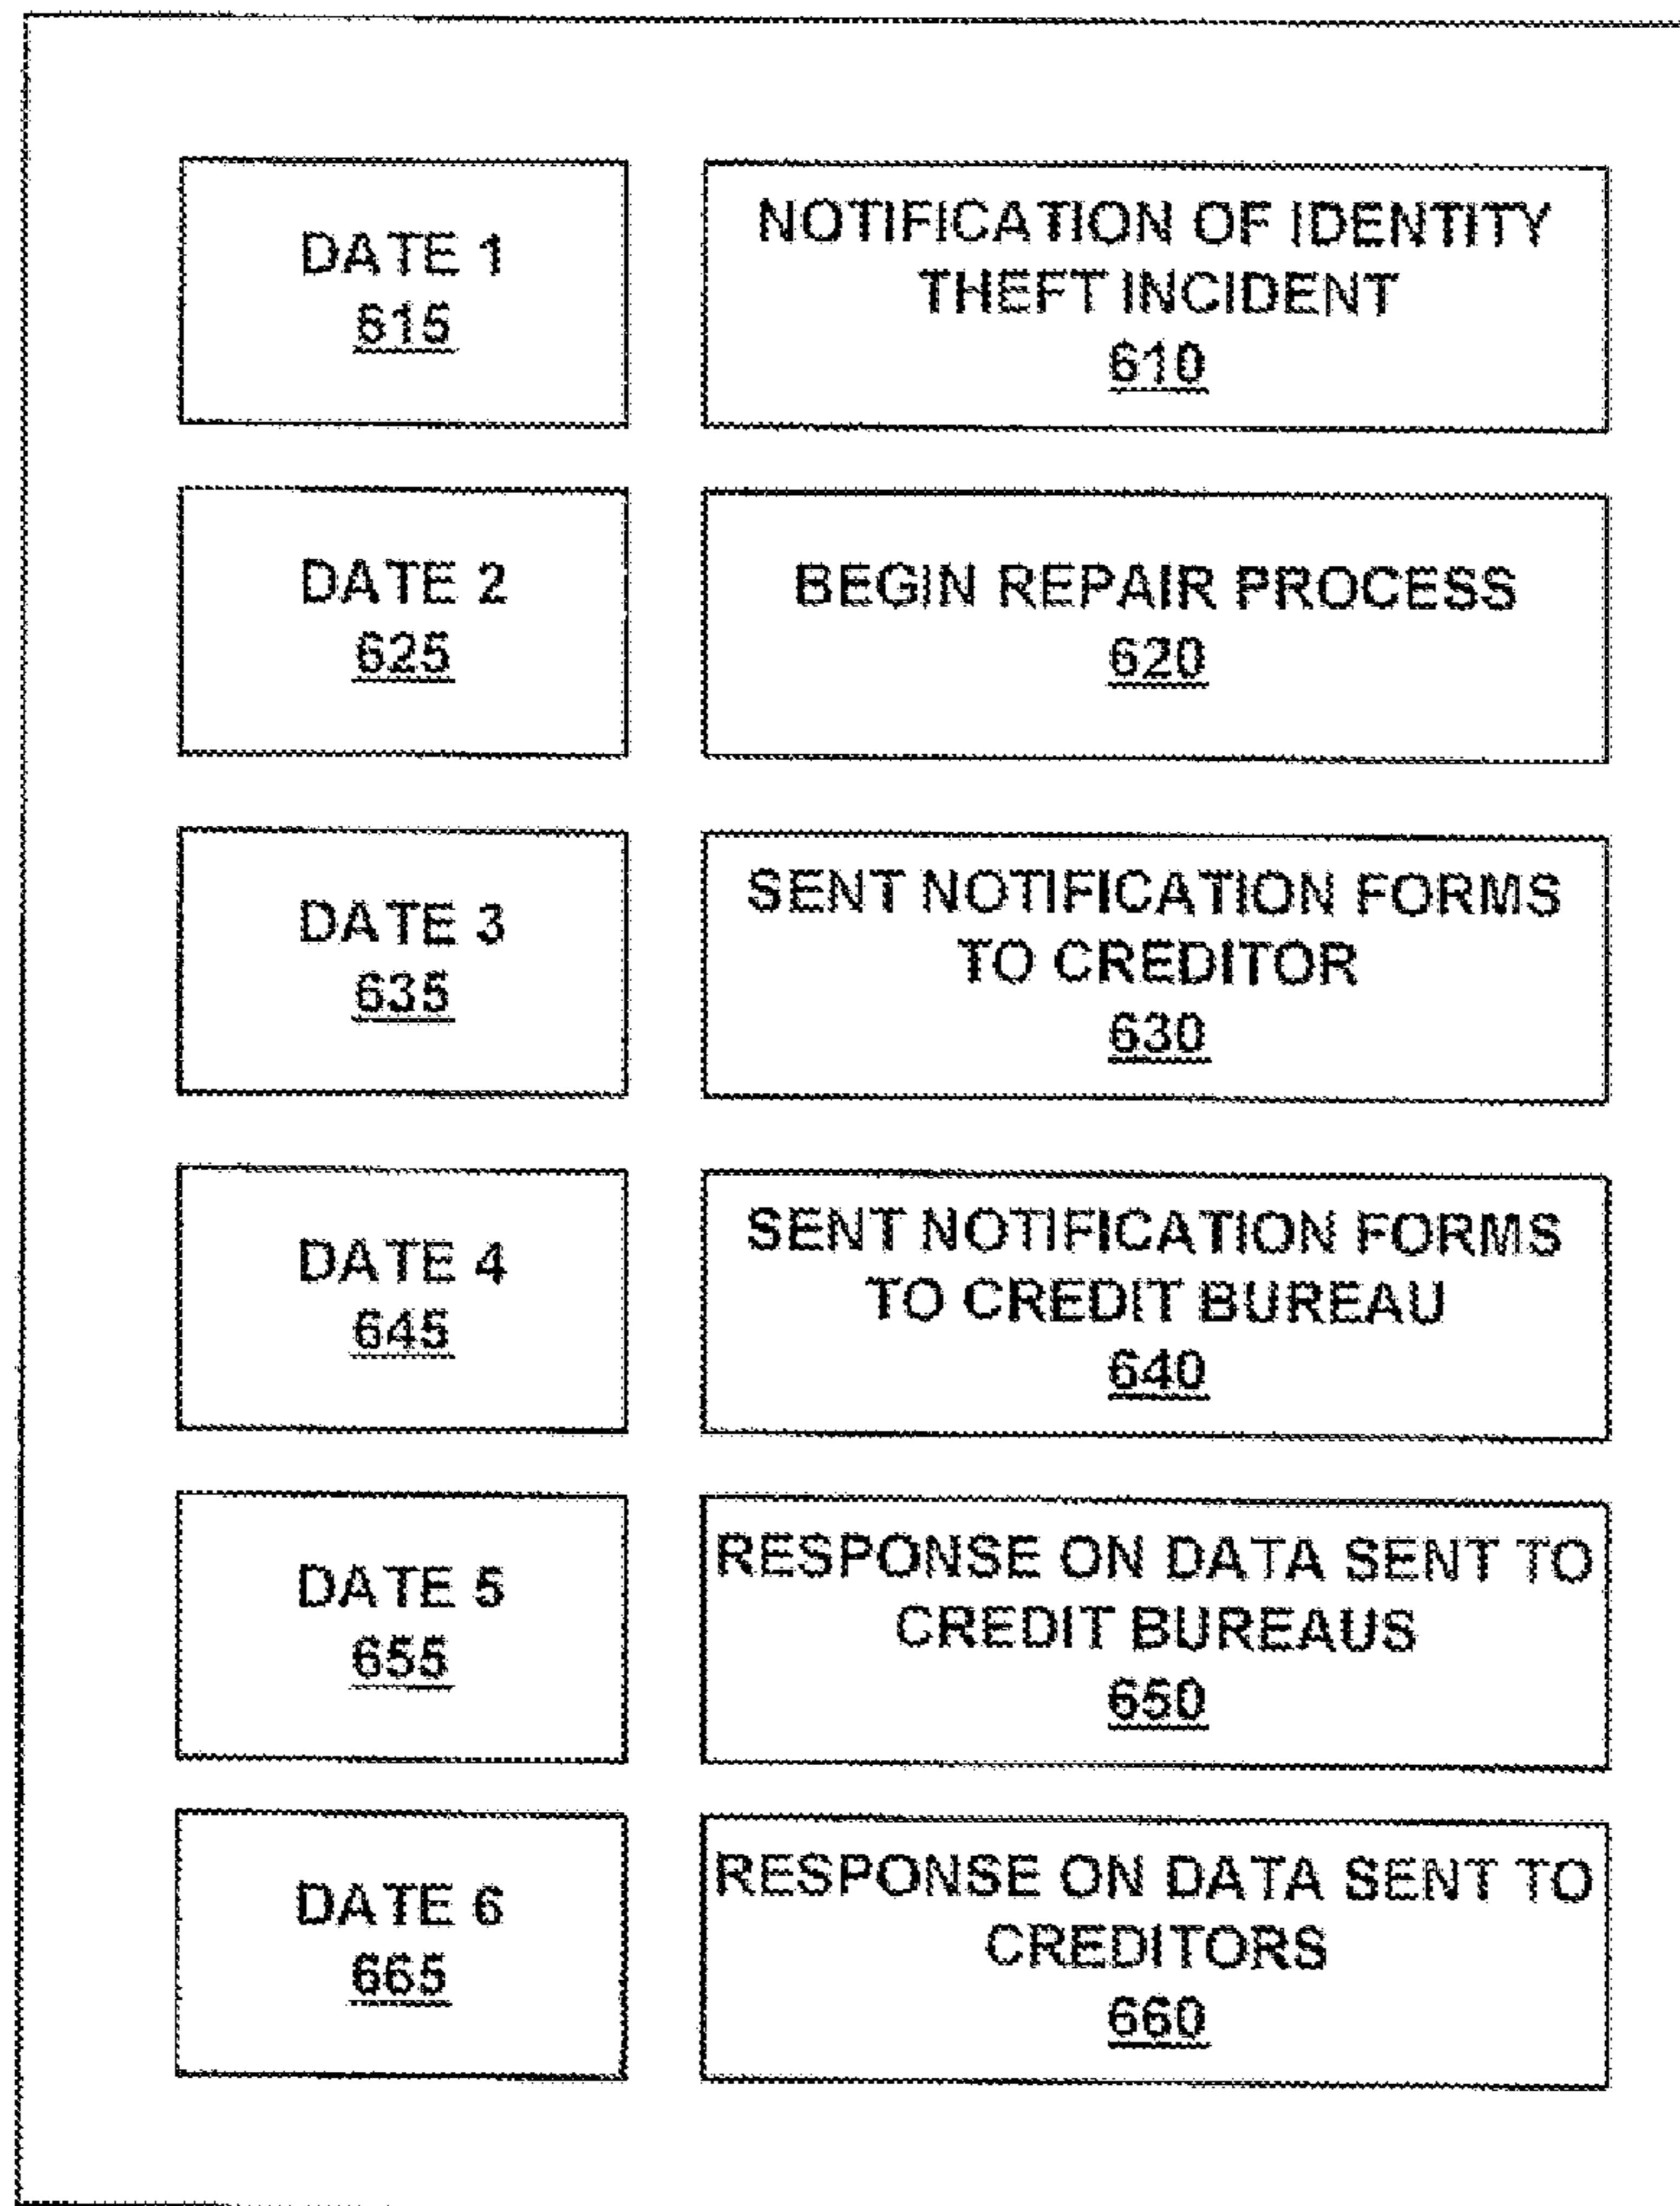 DATE 1
615
NOTIFICATION OF IDENTITY
THEFT INCIDENT
610
DATE 2
625
BEGIN REPAIR PROCESS
620
DATE 3
635
SENT NOTIFICATION FORMS
TO CREDITOR
630
DATE 4
645
SENT NOTIFICATION FORMS
TO CREDIT BUREAU
640
DATE 5
655
RESPONSE ON DATA SENT TO
CREDIT BUREAUS
650
DATE 6
665
RESPONSE ON DATA SENT TO
CREDITORS
660